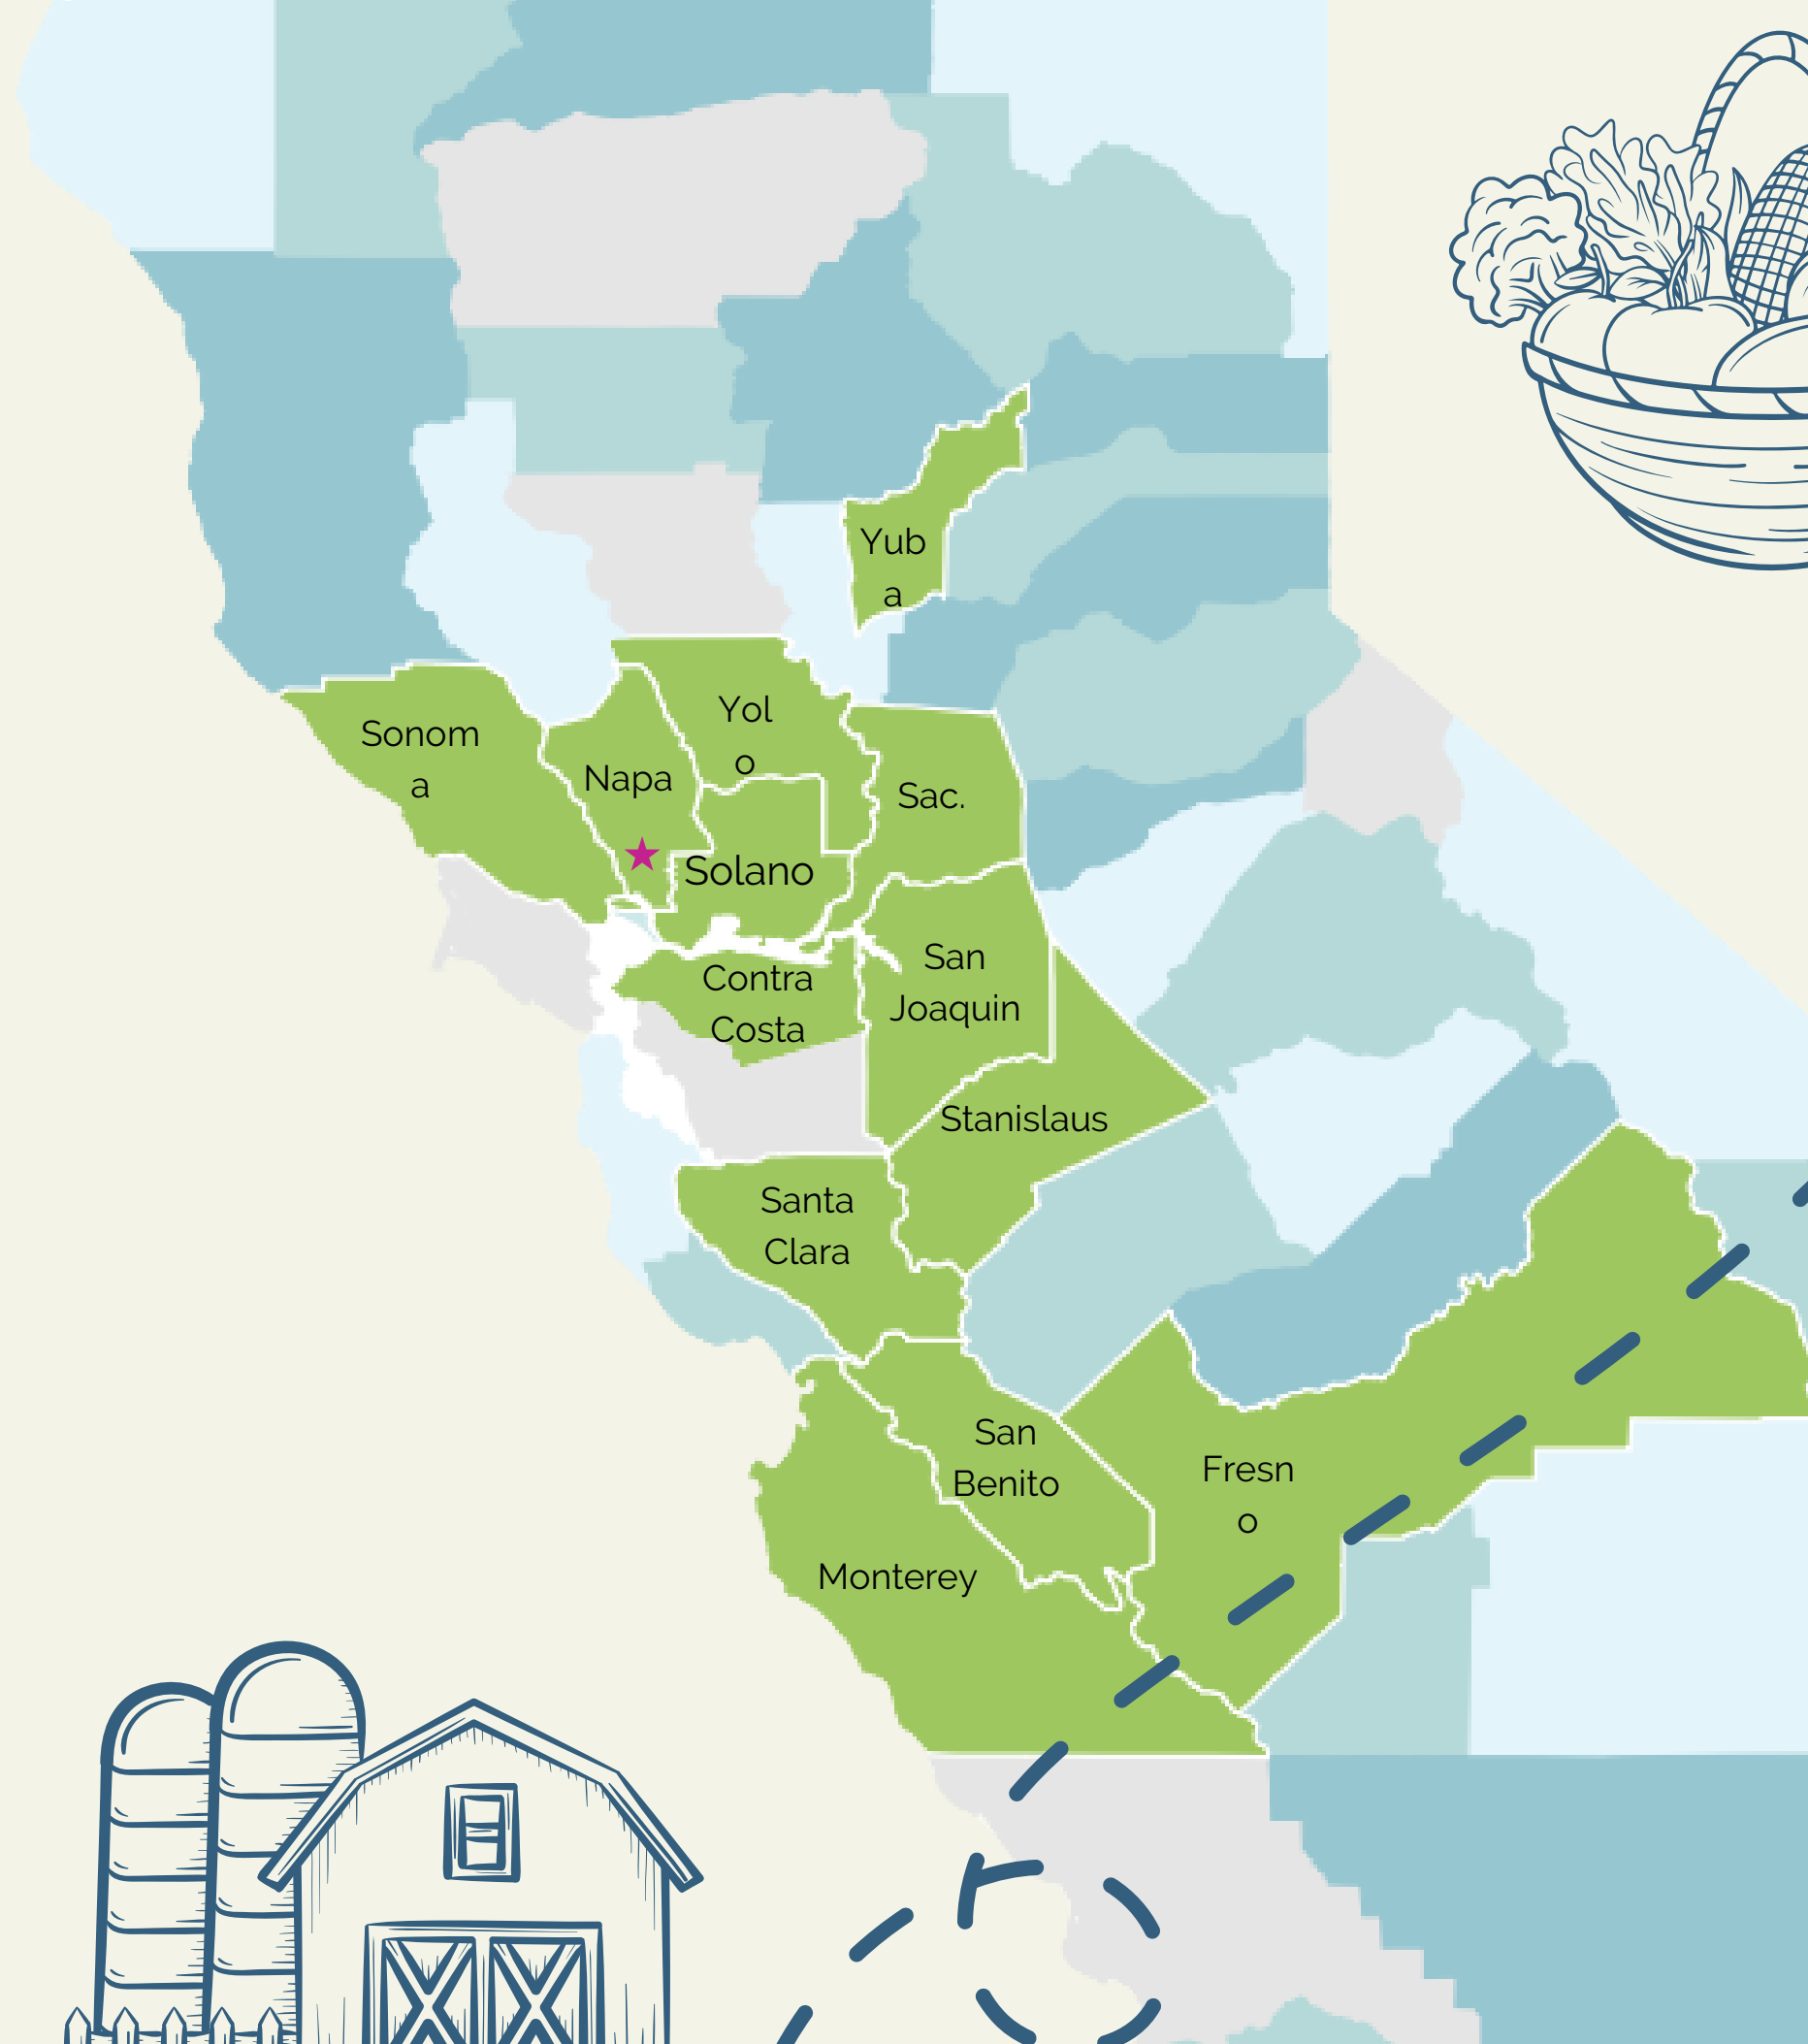 Yub
a
Yol
o
Sonom
a
Napa
Sac.
Solano
San
Joaquin
Contra
Costa
Stanislaus
Santa
Clara
San
Benito
Fresn
o
Monterey